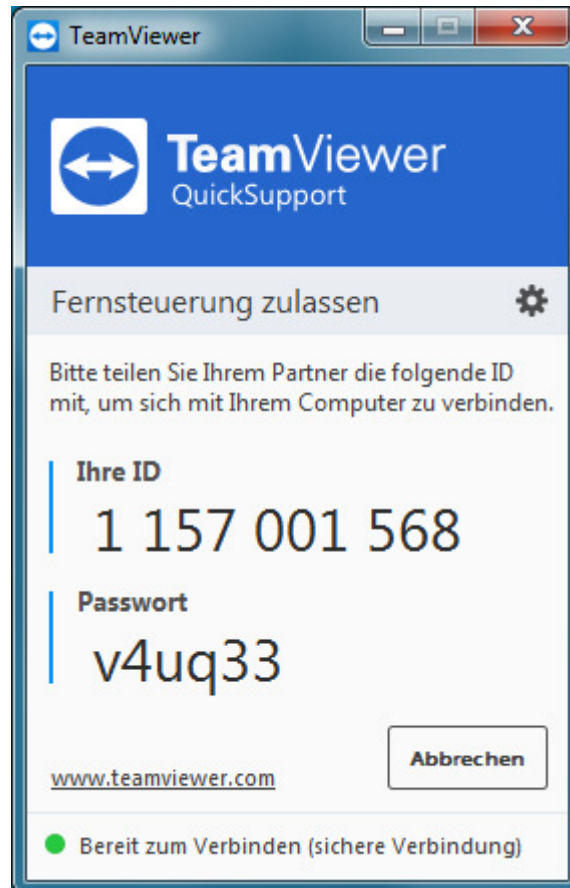 TeamViewer
TeamViewer
QuickSupport
Fernsteuerung zulassen
Bitte teilen Sie Ihrem Partner die folgende ID
mit, um sich mit Ihrem Computer zu verbinden.
Ihre ID
1 157 001 568
Passwort
v4uq33
www.teamviewer.com
Abbrechen
Bereit zum Verbinden (sichere Verbindung)